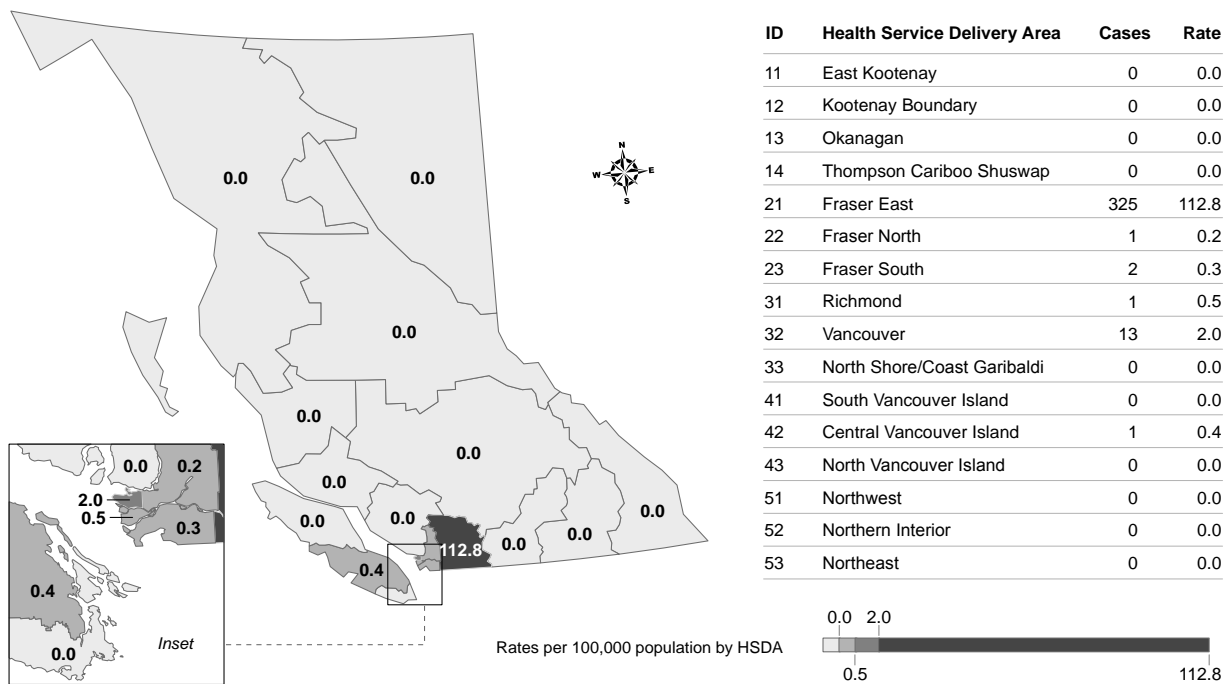 0.0
0.0
N
W E
S
0.0
0.0
0.0
0.0
0.0
0.0
0.0
0.0
0.0
112.8
0.4
0.0
0.2
2.0
0.5
0.3
0.4
0.0
Inset
ID Health Service Delivery Area Cases Rate
11 East Kootenay 0 0.0
12 Kootenay Boundary 0 0.0
13 Okanagan 0 0.0
14 Thompson Cariboo Shuswap 0 0.0
21 Fraser East 325 112.8
22 Fraser North 1 0.2
23 Fraser South 2 0.3
31 Richmond 1 0.5
32 Vancouver 13 2.0
33 North Shore/Coast Garibaldi 0 0.0
41 South Vancouver Island 0 0.0
42 Central Vancouver Island 1 0.4
43 North Vancouver Island 0 0.0
51 Northwest 0 0.0
52 Northern Interior 0 0.0
53 Northeast 0 0.0
Rates per 100,000 population by HSDA
0.0 2.0
0.5 112.8